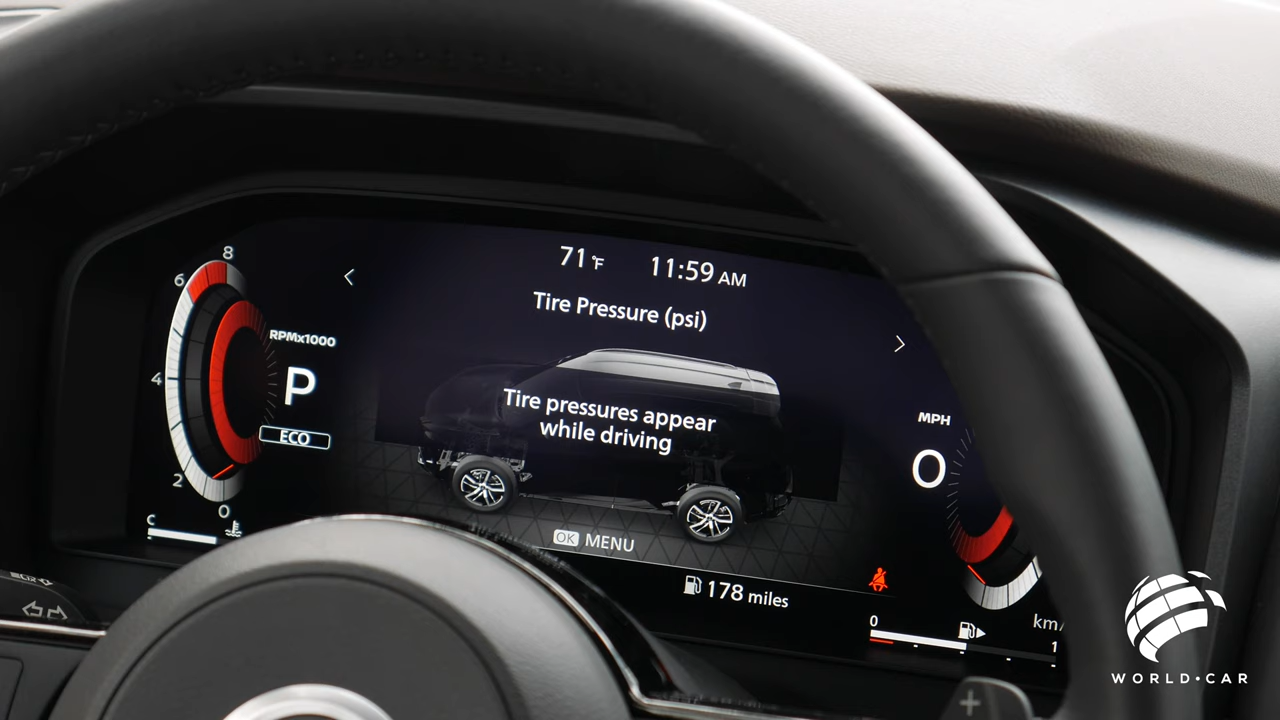 71 °F 11:59 AM
Tire Pressure (psi)
8
6
RPMx1000
4
P
ECO
2
0
C
Tire pressures appear
while driving
MPH
0
OK MENU
178 miles
0
1
km/
WORLD·CAR